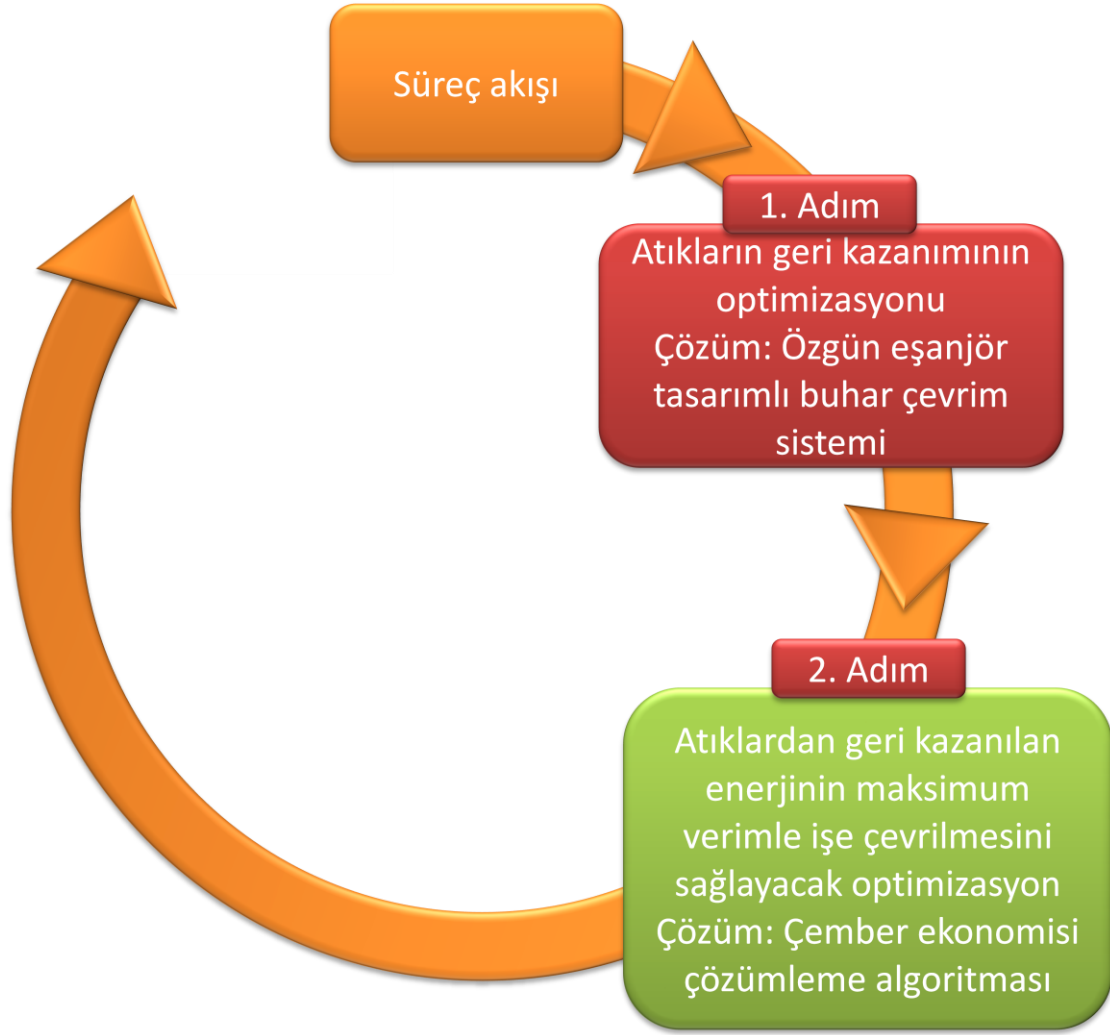 Süreç akışı
1. Adım
Atıkların geri kazanımının
optimizasyonu
Çözüm: Özgün eşanjör
tasarımlı buhar çevrim
sistemi
2. Adım
Atıklardan geri kazanılan
enerjinin maksimum
verimle işe çevrilmesini
sağlayacak optimizasyon
Çözüm: Çember ekonomisi
çözümleme algoritması